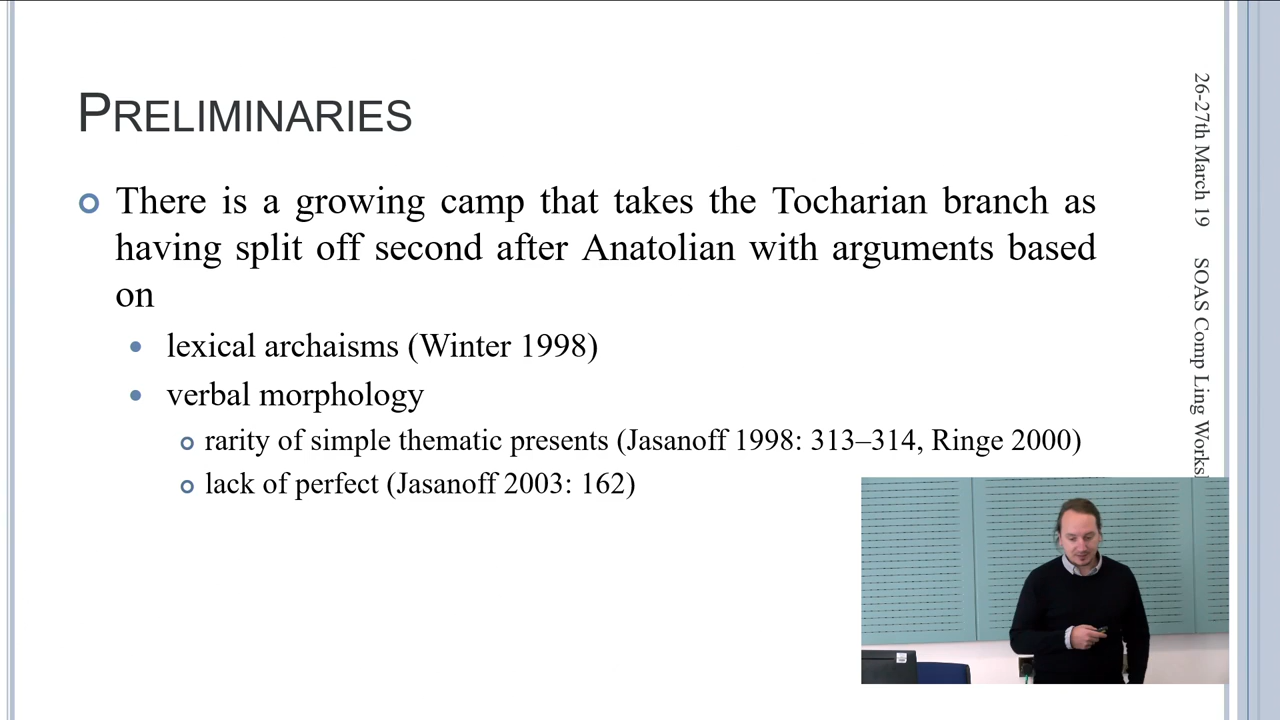 PRELIMINARIES
There is a growing camp that takes the Tocharian branch as
having split off second after Anatolian with arguments based
on
lexical archaisms (Winter 1998)
verbal morphology
rarity of simple thematic presents (Jasanoff 1998: 313–314, Ringe 2000)
lack of perfect (Jasanoff 2003: 162)
26-27th March 19 SOAS Comp Ling Works